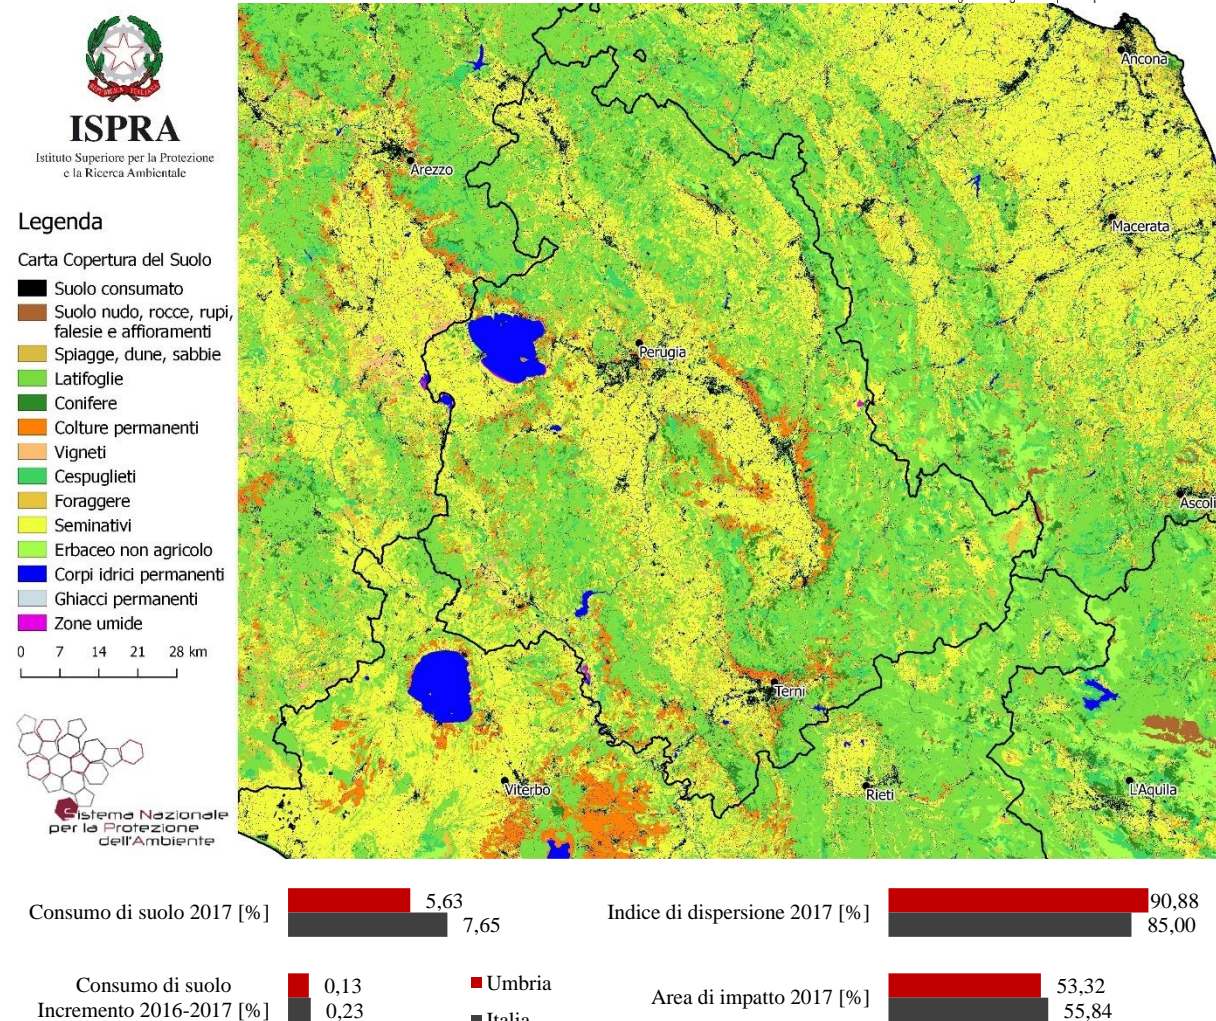 ISPRA
Istituto Superiore per la Protezione
e la Ricerca Ambientale
Legenda
Carta Copertura del Suolo
Suolo consumato
Suolo nudo, rocce, rupi,
falesie e affioramenti
Spiagge, dune, sabbie
Latifoglie
Conifere
Colture permanenti
Vigneti
Cespuglieti
Foraggere
Seminativi
Erbaceo non agricolo
Corpi idrici permanenti
Ghiacci permanenti
Zone umide
0 7 14 21 28 km
Sistema Nazionale
per la Protezione
dell'Ambiente
Ancona
Arezzo
Macerata
Perugia
Ascoli
Terni
Viterbo
Rieti
L'Aquila
Consumo di suolo 2017 [%]
5,63
7,65
Indice di dispersione 2017 [%]
90,88
85,00
Consumo di suolo
Incremento 2016-2017 [%]
0,13
0,23
Umbria
Italia
Area di impatto 2017 [%]
53,32
55,84